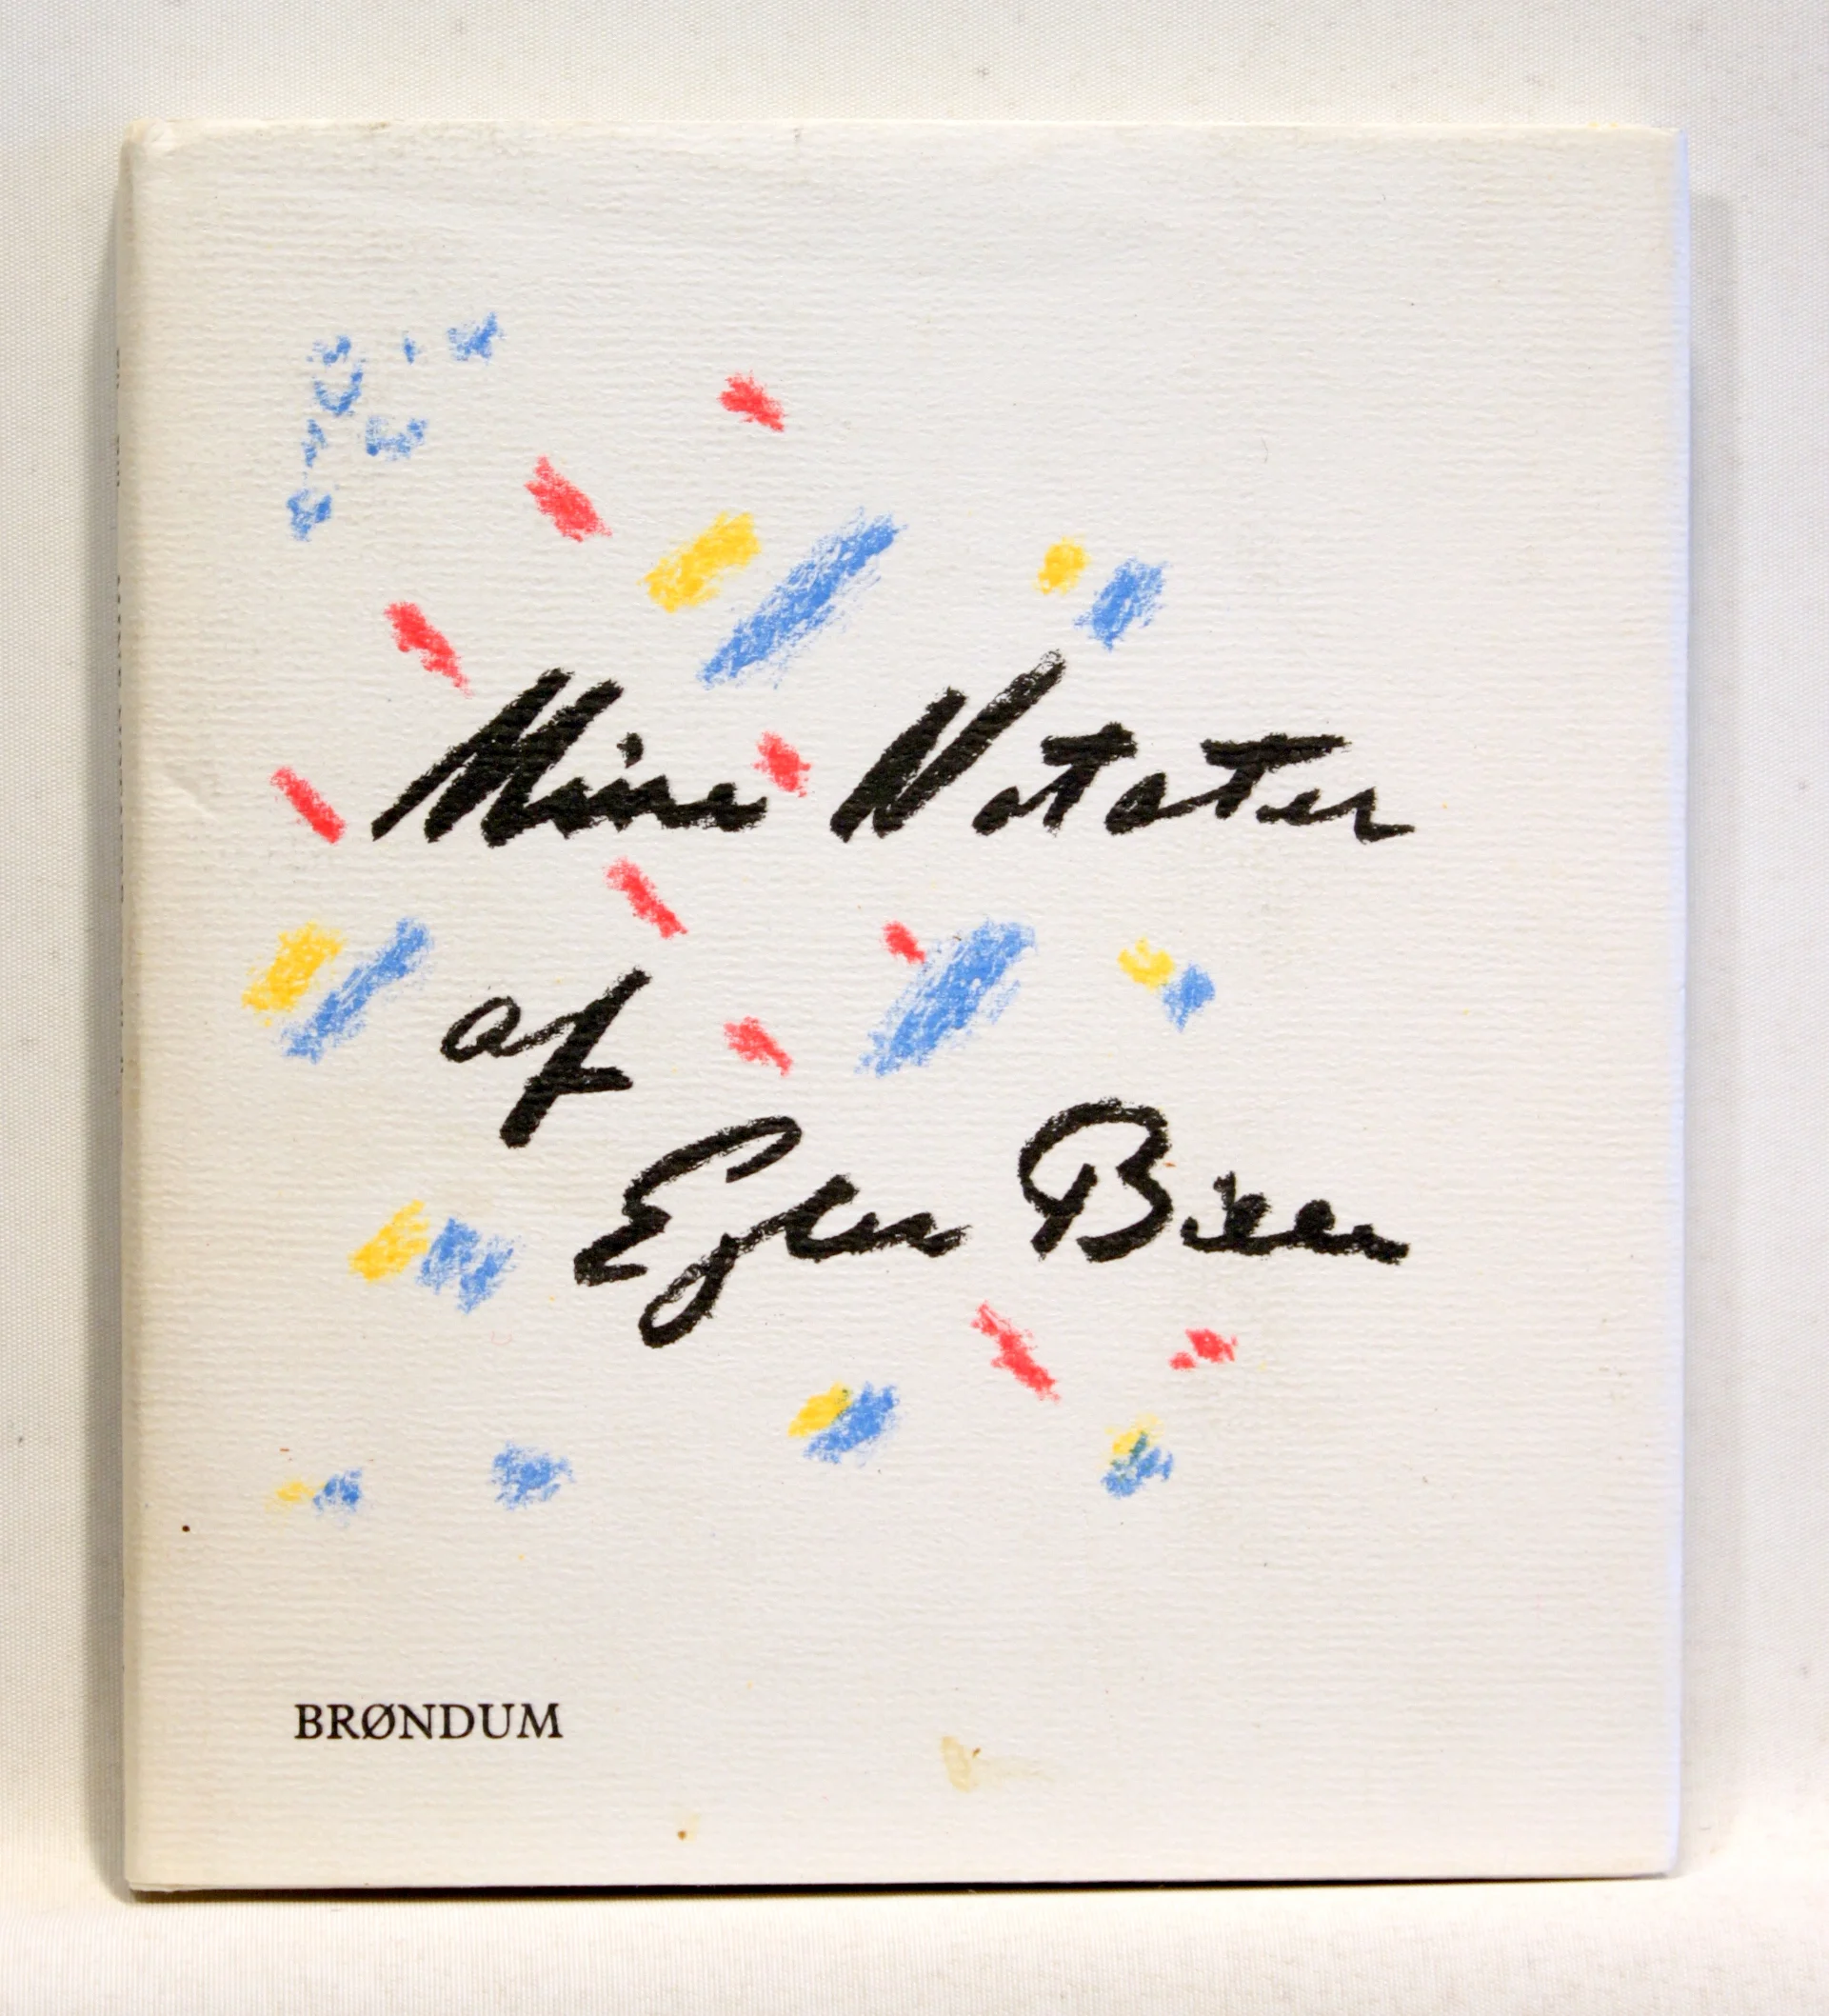 Mine Notater
af
Ejler Bille
BRØNDUM